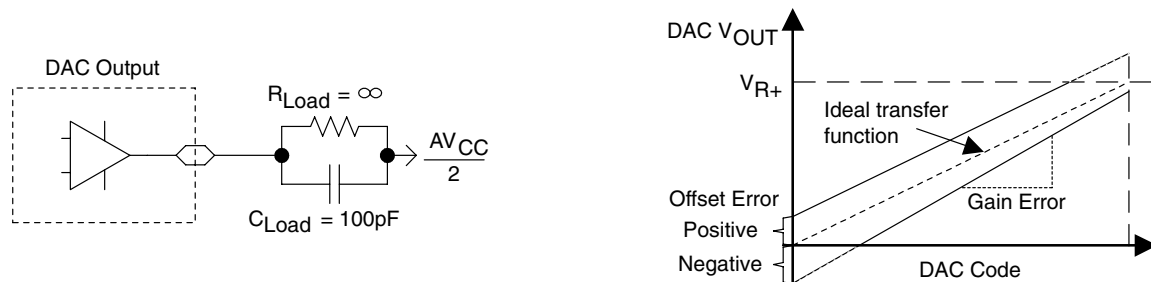 DAC Output
R_Load = ∞
AV_CC
2
C_Load = 100pF
DAC V_OUT
V_R+
Ideal transfer
function
Offset Error
Positive
Negative
Gain Error
DAC Code